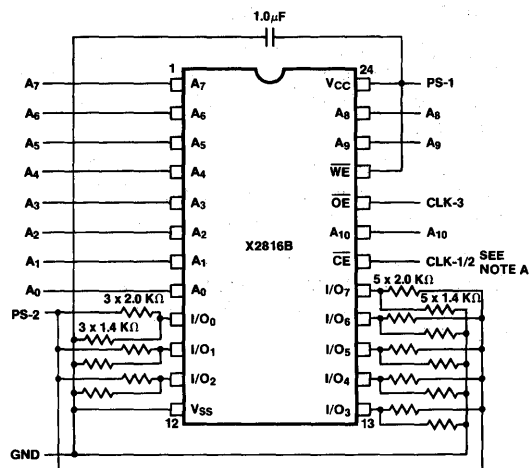 1.0μF
1 24
A7 A7 VCC PS-1
A6 A6 A8 A8
A5 A5 A9 A9
A4 A4 W̅E̅
A3 A3 O̅E̅ CLK-3
A2 A2 A10 A10
X2816B
A1 A1 C̅E̅ CLK-1/2 SEE NOTE A
A0 A0 I/O7 5 x 2.0 KΩ
PS-2 3 x 2.0 KΩ I/O0 I/O6 5 x 1.4 KΩ
3 x 1.4 KΩ I/O1 I/O5
I/O2 I/O4
VSS I/O3
12 13
GND